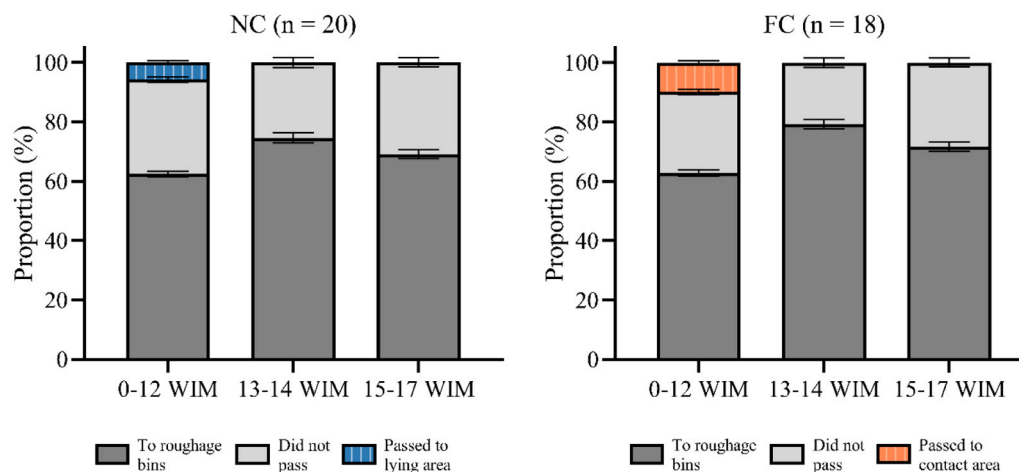 NC (n = 20)
Proportion (%)
100
80
60
40
20
0
0-12 WIM 13-14 WIM 15-17 WIM
To roughage bins
Did not pass
Passed to lying area
FC (n = 18)
Proportion (%)
100
80
60
40
20
0
0-12 WIM 13-14 WIM 15-17 WIM
To roughage bins
Did not pass
Passed to contact area